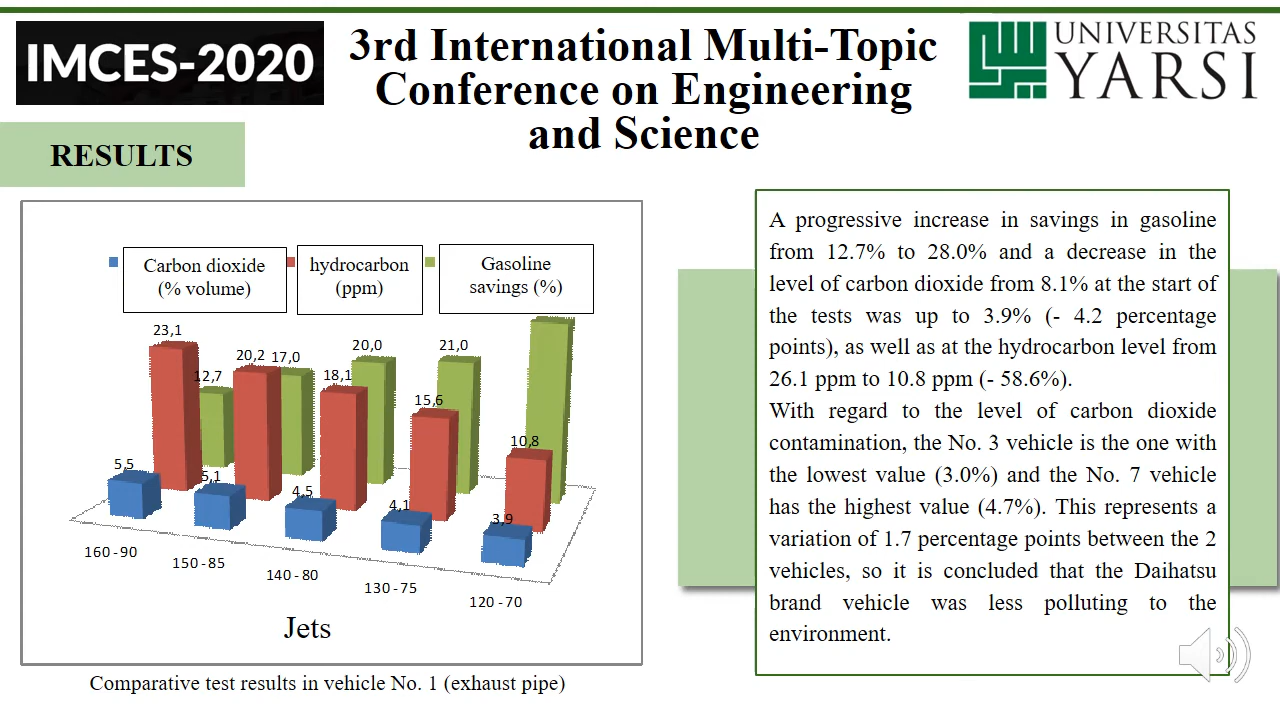 IMCES-2020
3rd International Multi-Topic
Conference on Engineering
and Science
UNIVERSITAS
YARSI
RESULTS
Carbon dioxide
(% volume)
hydrocarbon
(ppm)
Gasoline
savings (%)
23,1
12,7
20,2
17,0
18,1
20,0
15,6
21,0
10,8
5,5
5,1
4,5
4,1
3,9
160 - 90
150 - 85
140 - 80
130 - 75
120 - 70
Jets
Comparative test results in vehicle No. 1 (exhaust pipe)
A progressive increase in savings in gasoline
from 12.7% to 28.0% and a decrease in the
level of carbon dioxide from 8.1% at the start of
the tests was up to 3.9% (- 4.2 percentage
points), as well as at the hydrocarbon level from
26.1 ppm to 10.8 ppm (- 58.6%).
With regard to the level of carbon dioxide
contamination, the No. 3 vehicle is the one with
the lowest value (3.0%) and the No. 7 vehicle
has the highest value (4.7%). This represents a
variation of 1.7 percentage points between the 2
vehicles, so it is concluded that the Daihatsu
brand vehicle was less polluting to the
environment.